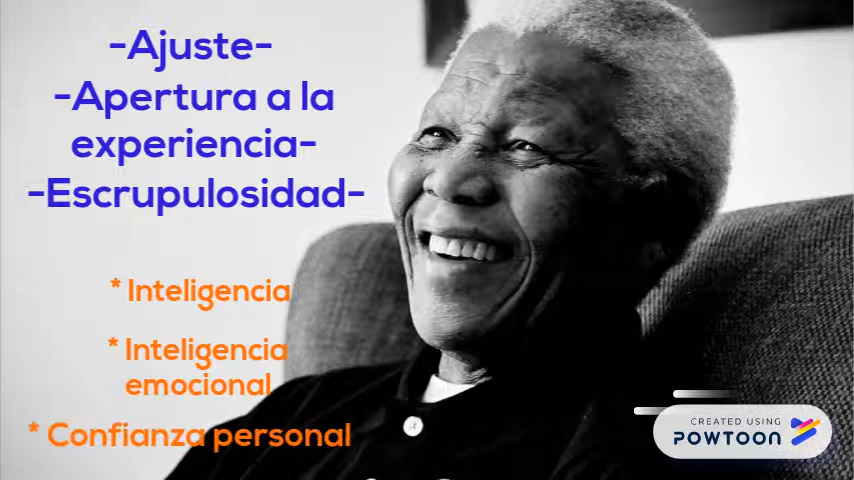 -Ajuste-
-Apertura a la
experiencia-
-Escrupulosidad-
* Inteligencia
* Inteligencia
emocional
* Confianza personal
CREATED USING
POWTOON